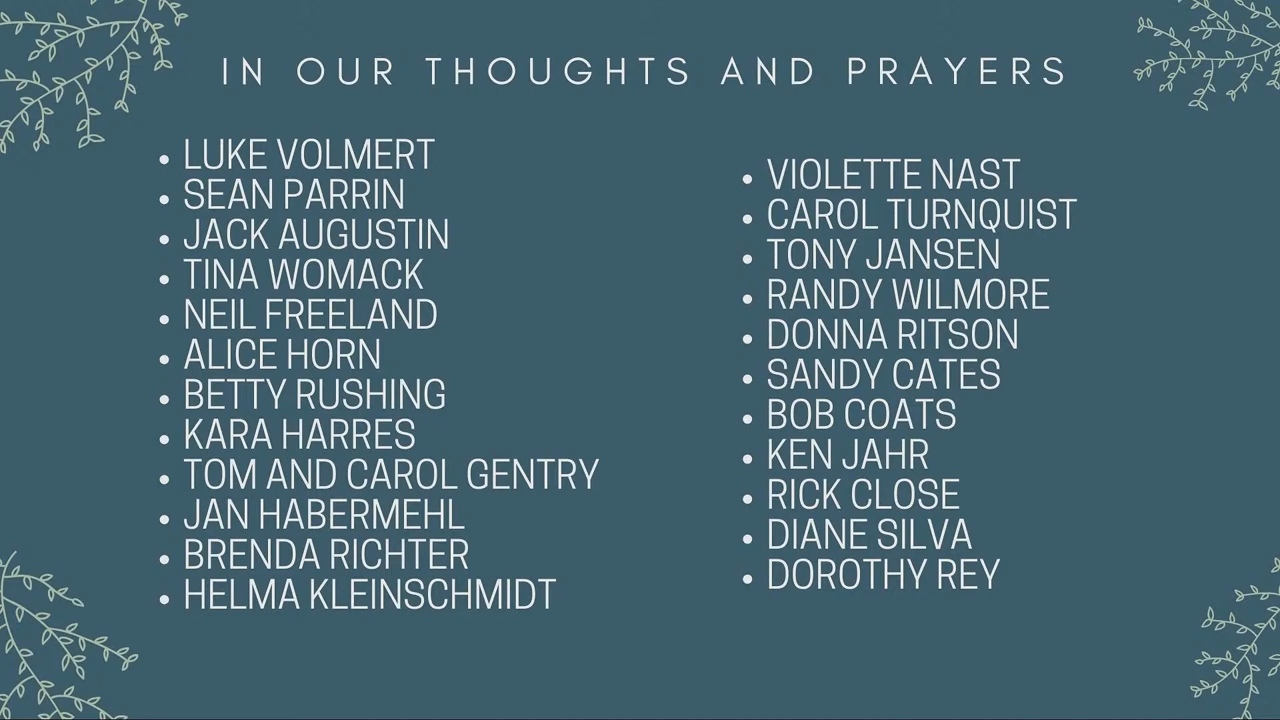 IN OUR THOUGHTS AND PRAYERS
• LUKE VOLMERT
• SEAN PARRIN
• JACK AUGUSTIN
• TINA WOMACK
• NEIL FREELAND
• ALICE HORN
• BETTY RUSHING
• KARA HARRES
• TOM AND CAROL GENTRY
• JAN HABERMEHL
• BRENDA RICHTER
• HELMA KLEINSCHMIDT
• VIOLETTE NAST
• CAROL TURNQUIST
• TONY JANSEN
• RANDY WILMORE
• DONNA RITSON
• SANDY CATES
• BOB COATS
• KEN JAHR
• RICK CLOSE
• DIANE SILVA
• DOROTHY REY